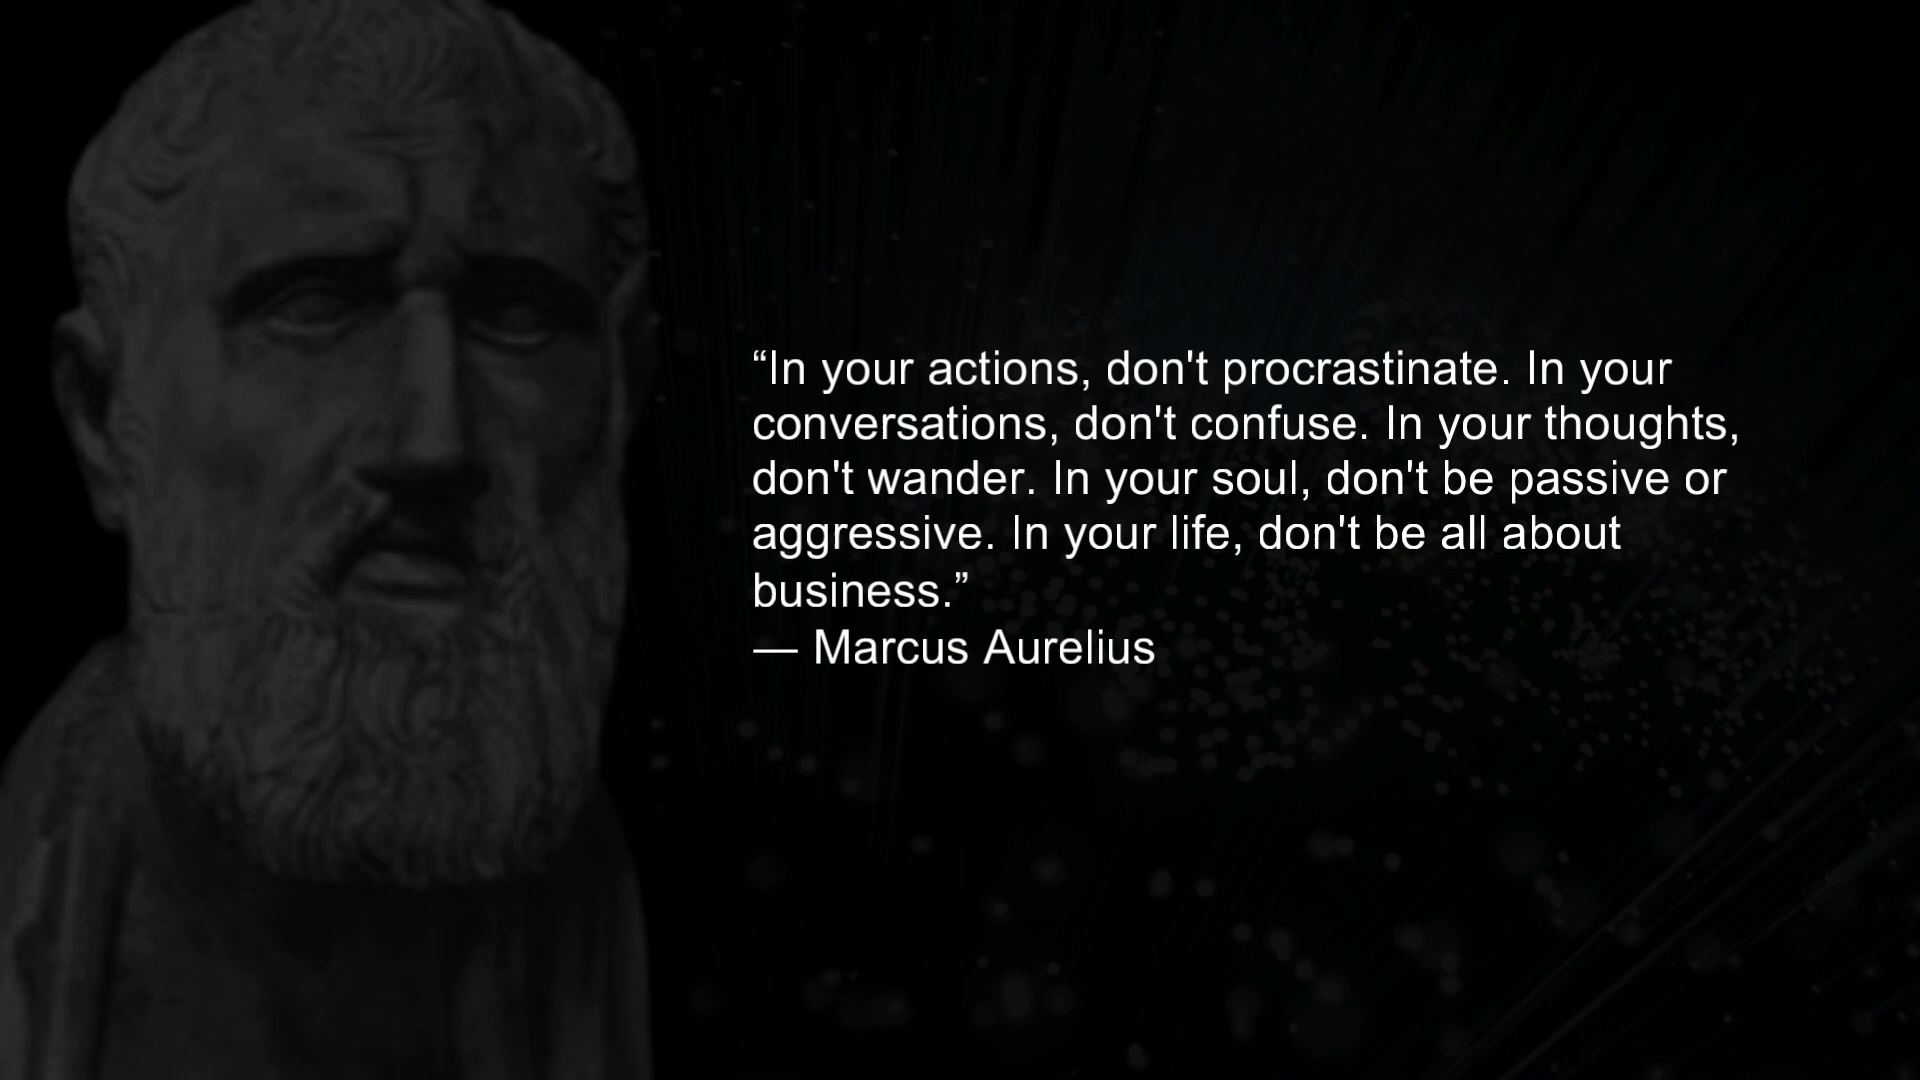 “In your actions, don't procrastinate. In your
conversations, don't confuse. In your thoughts,
don't wander. In your soul, don't be passive or
aggressive. In your life, don't be all about
business.”
— Marcus Aurelius